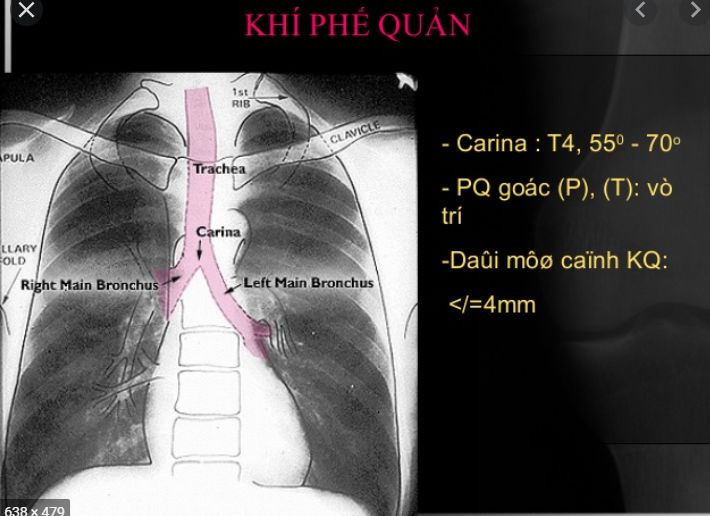 KHÍ PHÉ QUẢN
1st
RIB
CLAVICLE
APULA
Trachea
Carina
LLARY
FOLD
Right Main Bronchus
Left Main Bronchus
- Carina : T4, 55⁰ - 70º
- PQ goác (P), (T): vò
trí
-Daûi môø caïnh KQ:
</=4mm
638 × 479